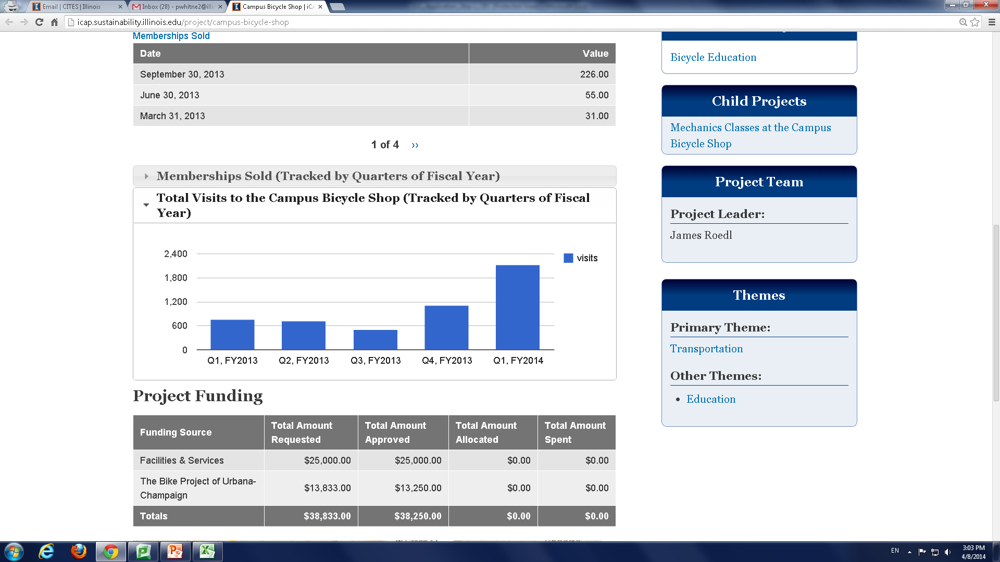 Email | CITES | Illinois
Inbox (28) - pwhitne2@illi
Campus Bicycle Shop | iCA
icap.sustainability.illinois.edu/project/campus-bicycle-shop
Memberships Sold
Date Value
September 30, 2013 226.00
June 30, 2013 55.00
March 31, 2013 31.00
1 of 4 ››
Memberships Sold (Tracked by Quarters of Fiscal Year)
Total Visits to the Campus Bicycle Shop (Tracked by Quarters of Fiscal
Year)
2,400
1,800
1,200
600
0
visits
Q1, FY2013 Q2, FY2013 Q3, FY2013 Q4, FY2013 Q1, FY2014
Project Funding
Funding Source Total Amount Requested Total Amount Approved Total Amount Allocated Total Amount Spent
Facilities & Services $25,000.00 $25,000.00 $0.00 $0.00
The Bike Project of Urbana-
Champaign $13,833.00 $13,250.00 $0.00 $0.00
Totals $38,833.00 $38,250.00 $0.00 $0.00
Bicycle Education
Child Projects
Mechanics Classes at the Campus
Bicycle Shop
Project Team
Project Leader:
James Roedl
Themes
Primary Theme:
Transportation
Other Themes:
Education
EN
3:03 PM
4/8/2014